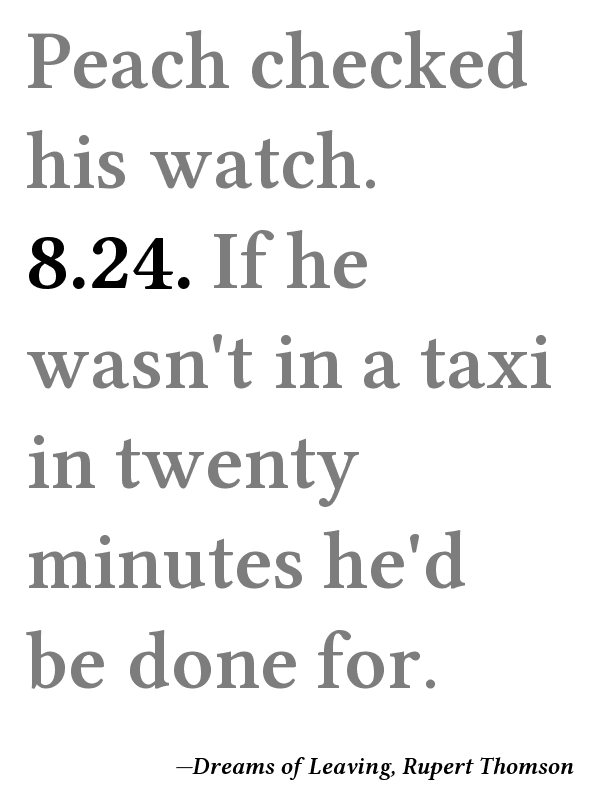 Peach checked
his watch.
8.24. If he
wasn't in a taxi
in twenty
minutes he'd
be done for.
—Dreams of Leaving, Rupert Thomson